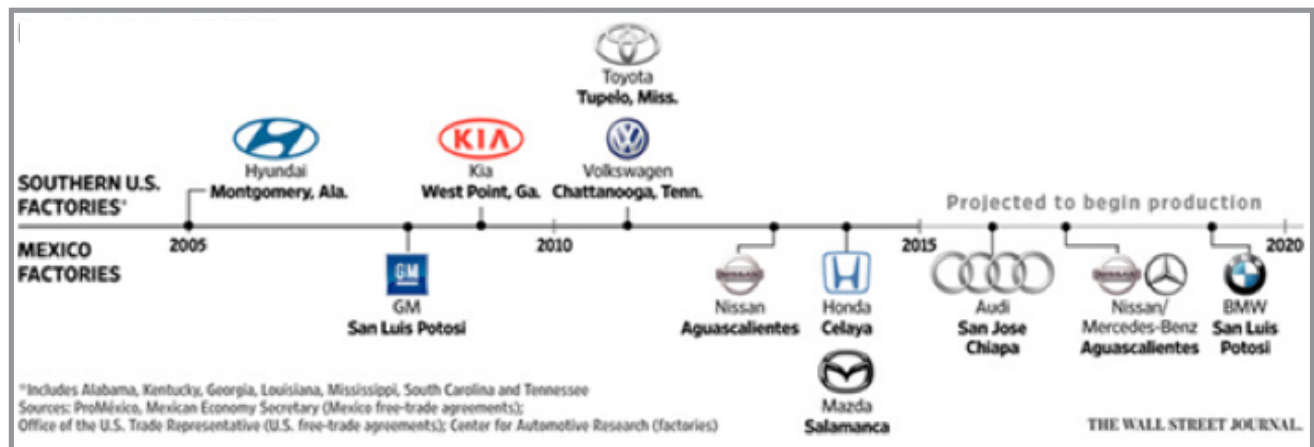 Toyota
Tupelo, Miss.
KIA
Hyundai
Montgomery, Ala.
Kia
West Point, Ga.
Volkswagen
Chattanooga, Tenn.
SOUTHERN U.S.
FACTORIES*
Projected to begin production
2005
2010
2015
2020
MEXICO
FACTORIES
GM
GM
San Luis Potosi
NISSAN
Nissan
Aguascalientes
Honda
Celaya
Mazda
Salamanca
Audi
San Jose
Chiapa
NISSAN
Nissan/
Mercedes-Benz
Aguascalientes
BMW
San Luis
Potosi
*Includes Alabama, Kentucky, Georgia, Louisiana, Mississippi, South Carolina and Tennessee
Sources: ProMéxico, Mexican Economy Secretary (Mexico free-trade agreements);
Office of the U.S. Trade Representative (U.S. free-trade agreements); Center for Automotive Research (factories)
THE WALL STREET JOURNAL.